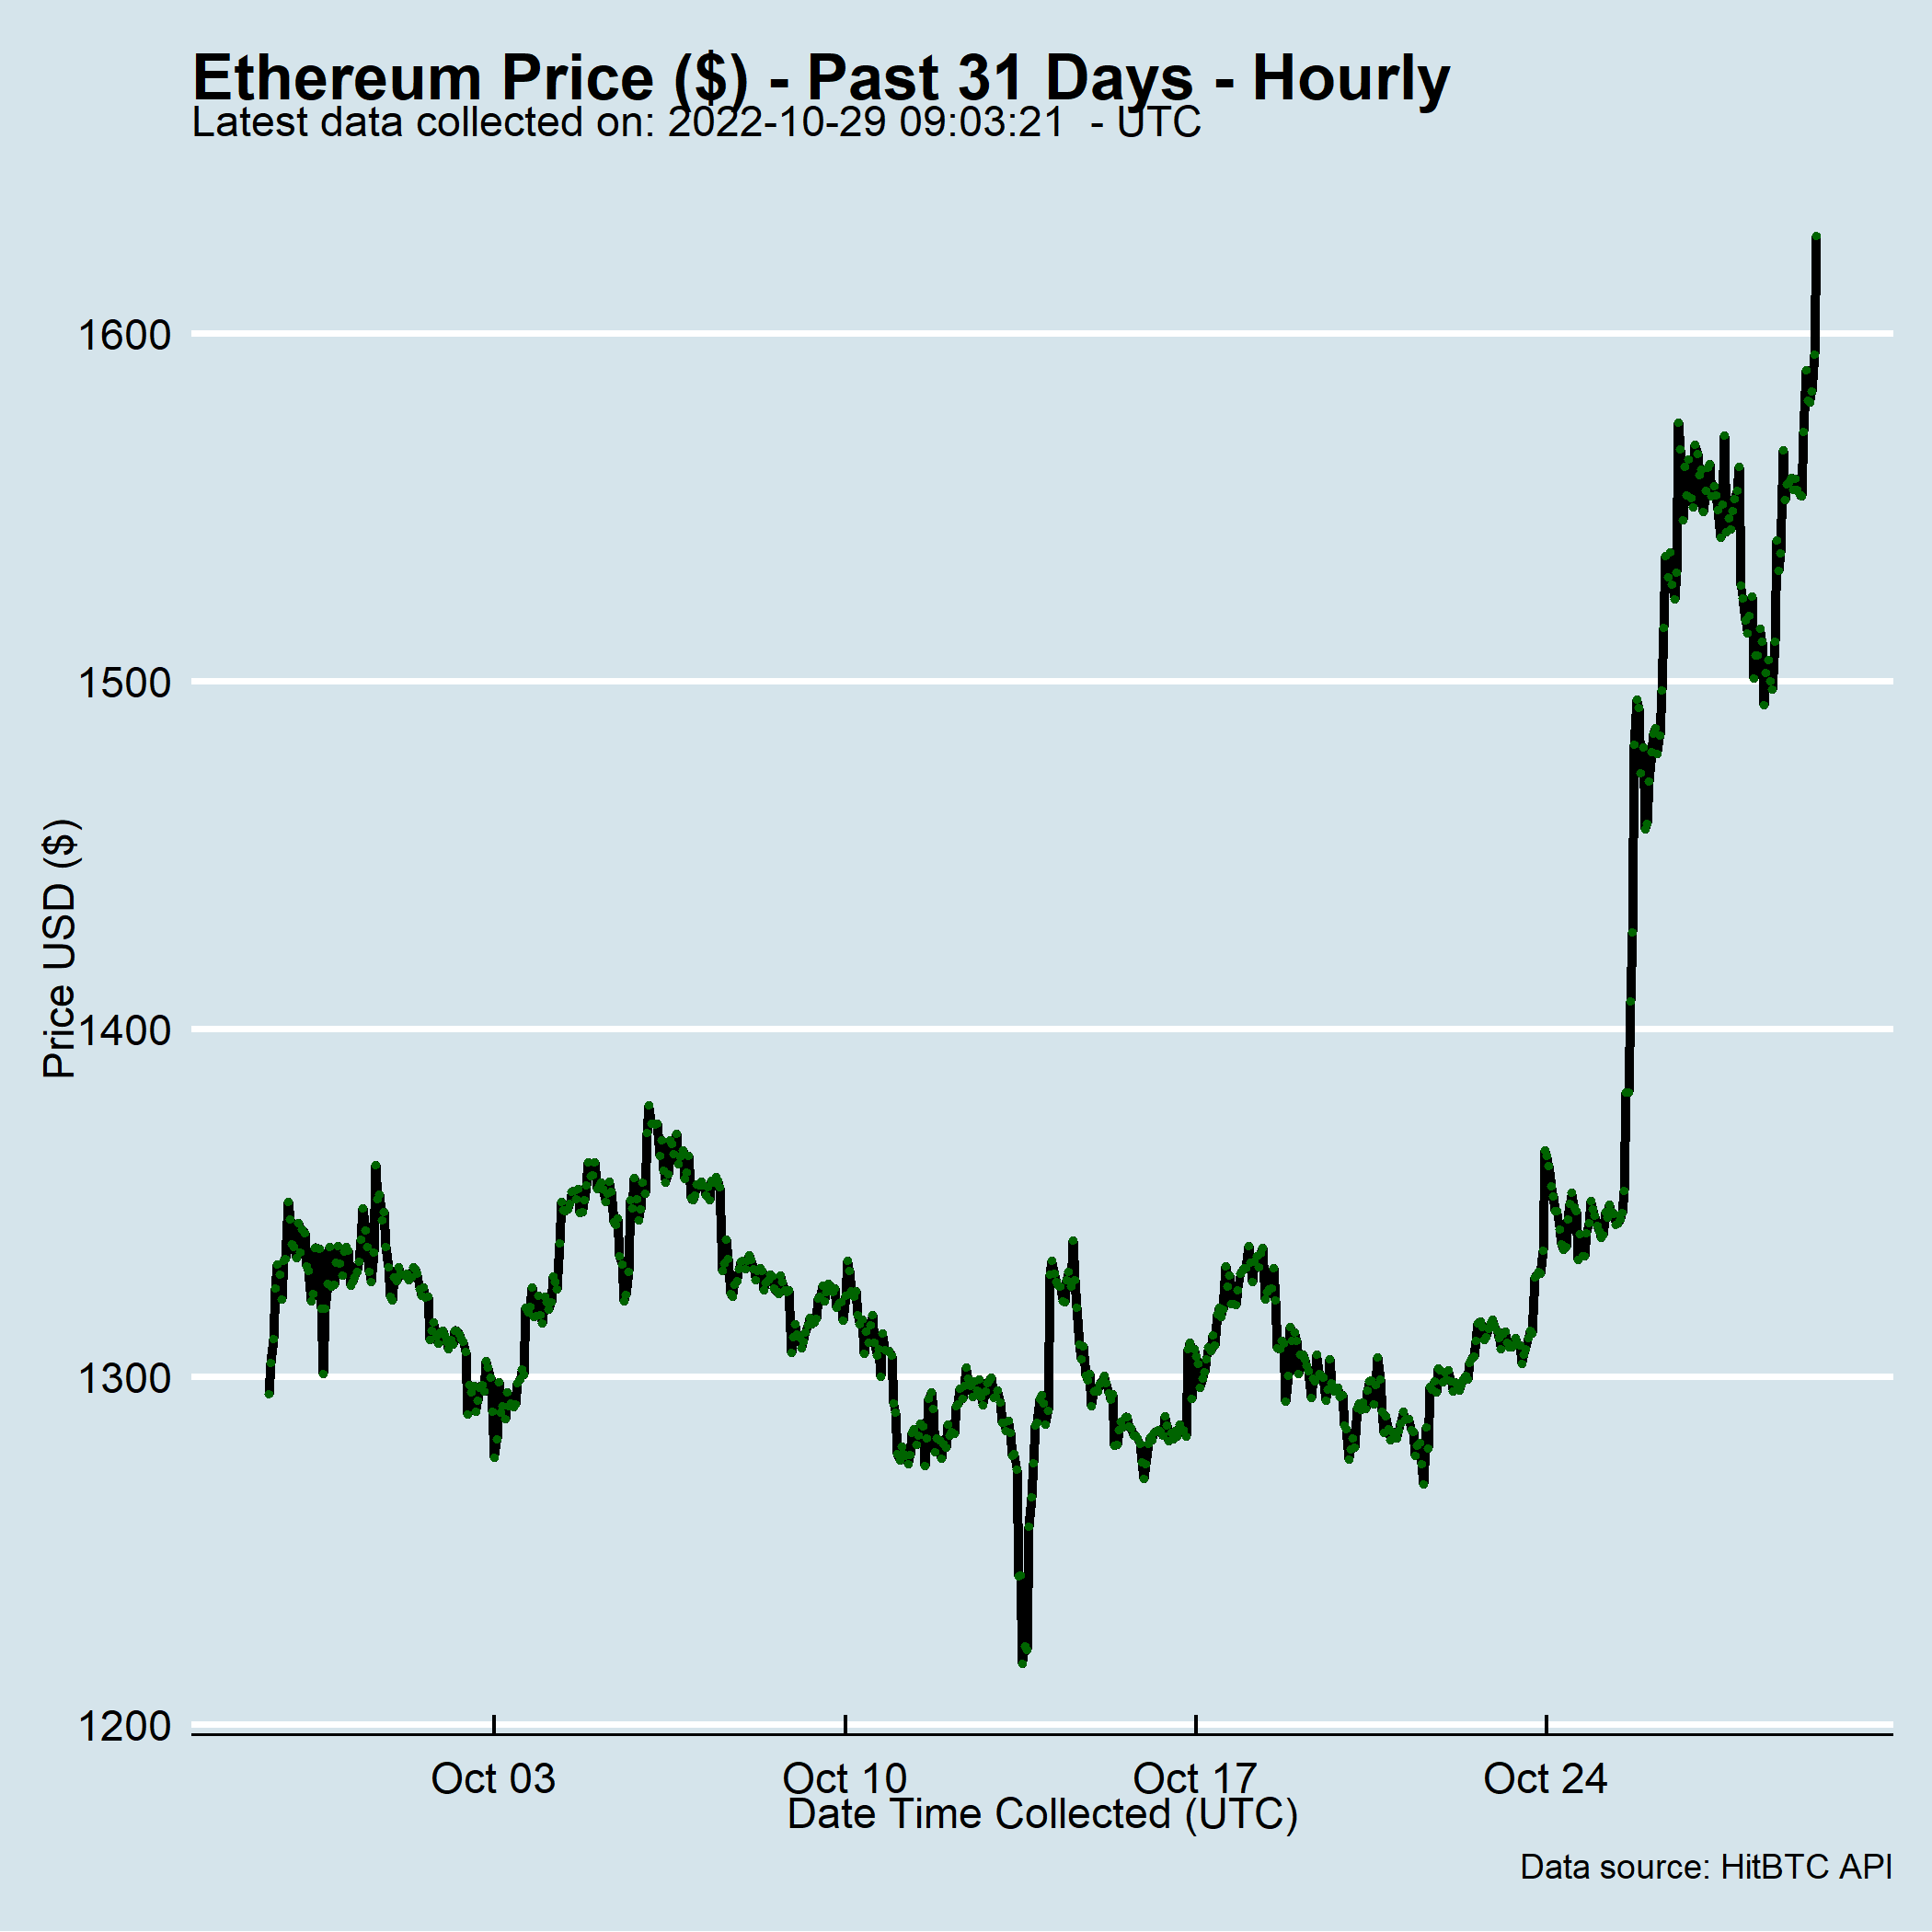 Ethereum Price ($) - Past 31 Days - Hourly
Latest data collected on: 2022-10-29 09:03:21  - UTC
Price USD ($)
1600
1500
1400
1300
1200
Oct 03 Oct 10 Oct 17 Oct 24
Date Time Collected (UTC)
Data source: HitBTC API